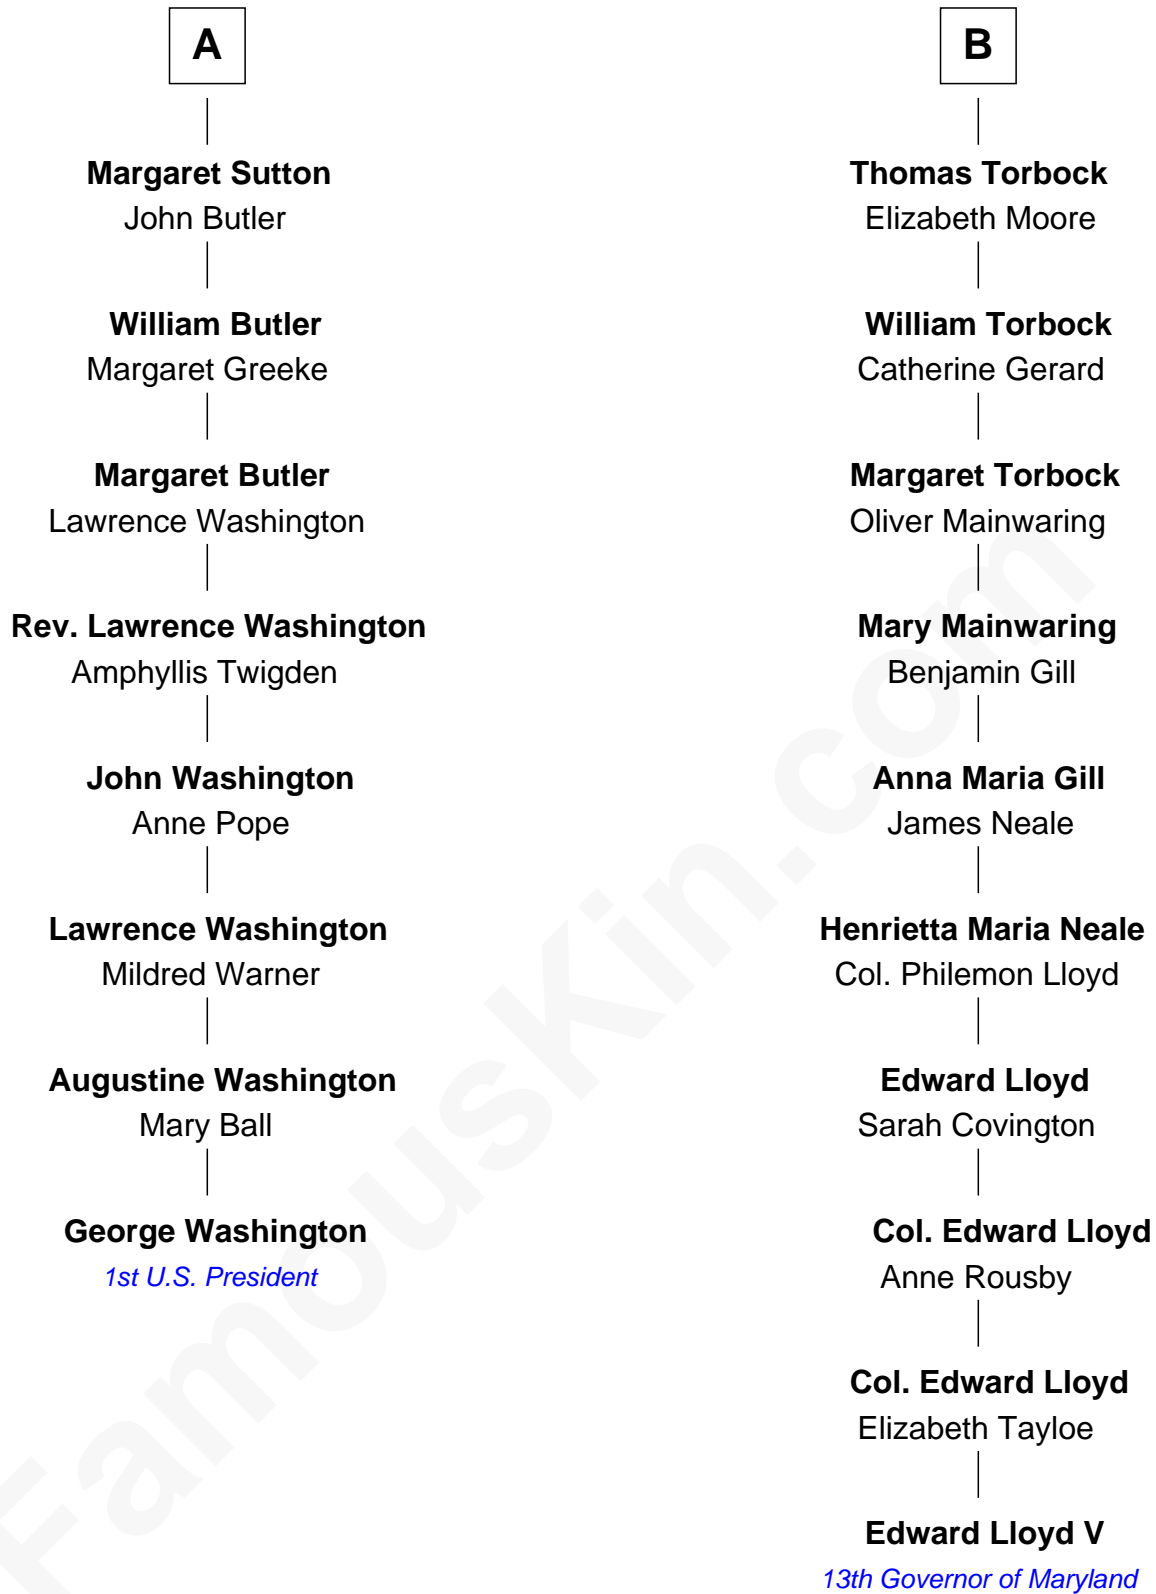 A
Margaret Sutton
John Butler
William Butler
Margaret Greeke
Margaret Butler
Lawrence Washington
Rev. Lawrence Washington
Amphyllis Twigden
John Washington
Anne Pope
Lawrence Washington
Mildred Warner
Augustine Washington
Mary Ball
George Washington
1st U.S. President
B
Thomas Torbock
Elizabeth Moore
William Torbock
Catherine Gerard
Margaret Torbock
Oliver Mainwaring
Mary Mainwaring
Benjamin Gill
Anna Maria Gill
James Neale
Henrietta Maria Neale
Col. Philemon Lloyd
Edward Lloyd
Sarah Covington
Col. Edward Lloyd
Anne Rousby
Col. Edward Lloyd
Elizabeth Tayloe
Edward Lloyd V
13th Governor of Maryland
FamousKin.com